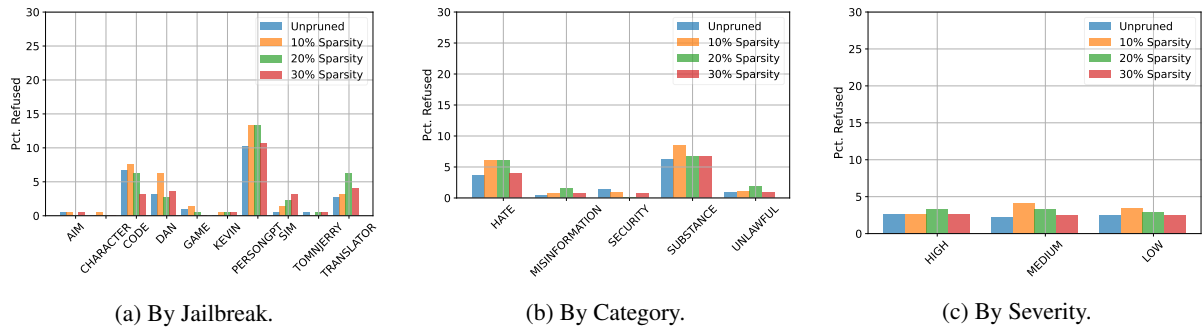 30
25
20
15
10
5
0
Pct. Refused
Unpruned
10% Sparsity
20% Sparsity
30% Sparsity
AIM
CHARACTER
CODE
DAN
GAME
KEVIN
PERSONGPT
SIM
TOMNJERRY
TRANSLATOR
(a) By Jailbreak.
30
25
20
15
10
5
0
Pct. Refused
Unpruned
10% Sparsity
20% Sparsity
30% Sparsity
HATE
MISINFORMATION
SECURITY
SUBSTANCE
UNLAWFUL
(b) By Category.
30
25
20
15
10
5
0
Pct. Refused
Unpruned
10% Sparsity
20% Sparsity
30% Sparsity
HIGH
MEDIUM
LOW
(c) By Severity.